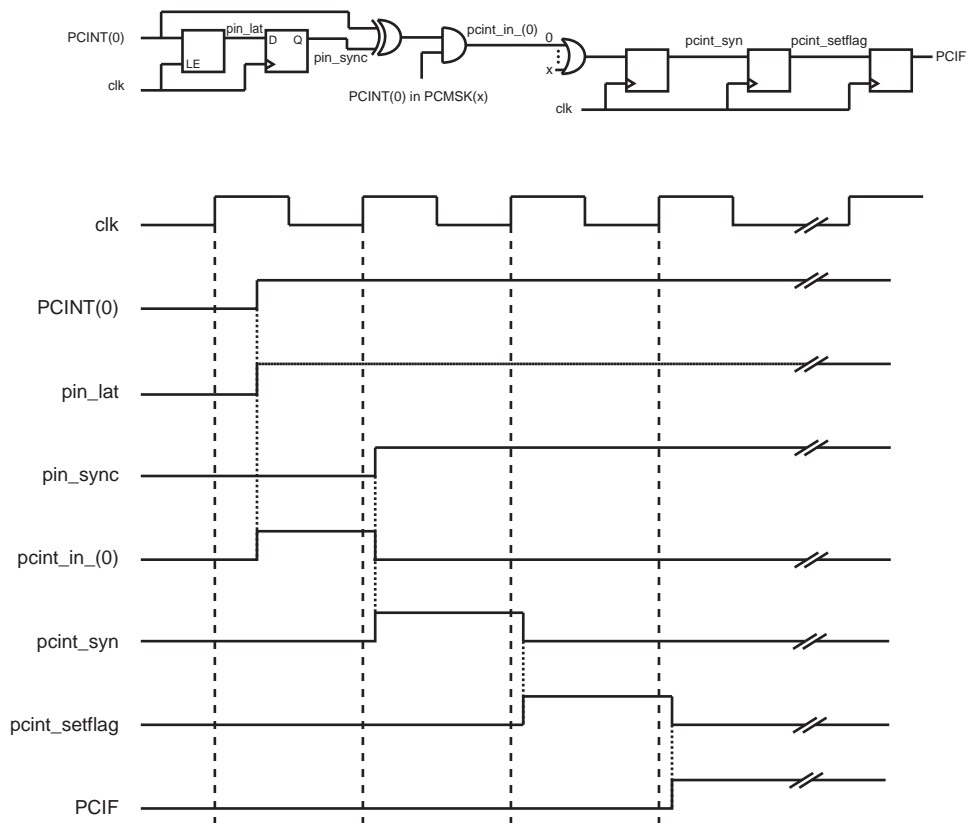 PCINT(0)
pin_lat
D Q
LE
pin_sync
clk
PCINT(0) in PCMSK(x)
pcint_in_(0)
0
x
clk
pcint_syn
pcint_setflag
PCIF
clk
PCINT(0)
pin_lat
pin_sync
pcint_in_(0)
pcint_syn
pcint_setflag
PCIF